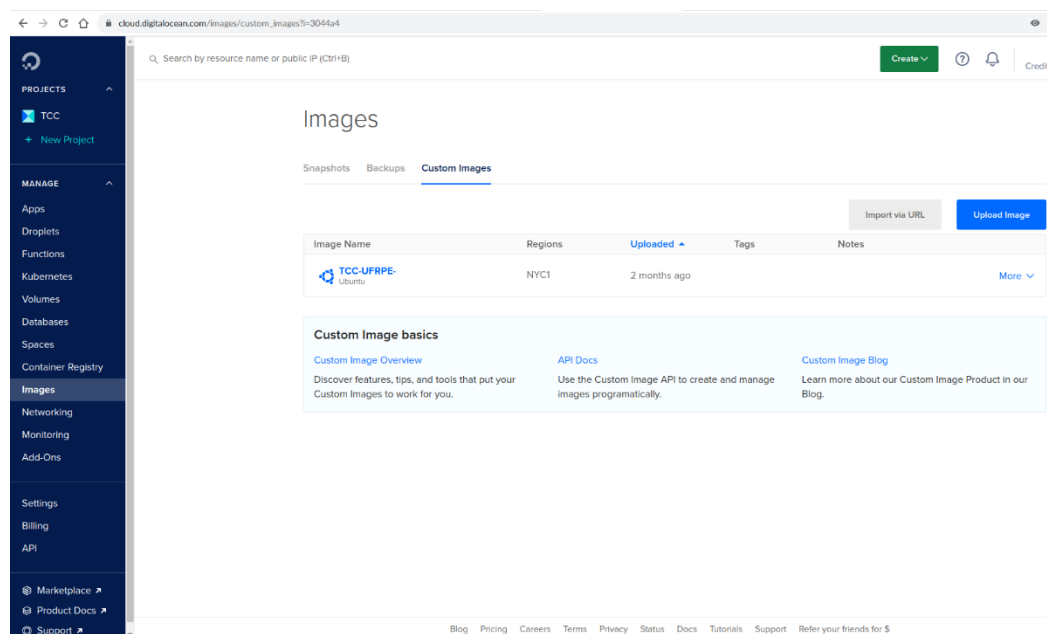 cloud.digitalocean.com/images/custom_images?i=3044a4
Search by resource name or public IP (Ctrl+B)
Create
?
Credi
PROJECTS
TCC
+ New Project
MANAGE
Apps
Droplets
Functions
Kubernetes
Volumes
Databases
Spaces
Container Registry
Images
Networking
Monitoring
Add-Ons
Settings
Billing
API
Marketplace
Product Docs
Support
Images
Snapshots Backups Custom Images
Import via URL Upload Image
Image Name Regions Uploaded Tags Notes
TCC-UFRPE- NYC1 2 months ago More
Ubuntu
Custom Image basics
Custom Image Overview
Discover features, tips, and tools that put your
Custom Images to work for you.
API Docs
Use the Custom Image API to create and manage
images programatically.
Custom Image Blog
Learn more about our Custom Image Product in our
Blog.
Blog Pricing Careers Terms Privacy Status Docs Tutorials Support Refer your friends for $